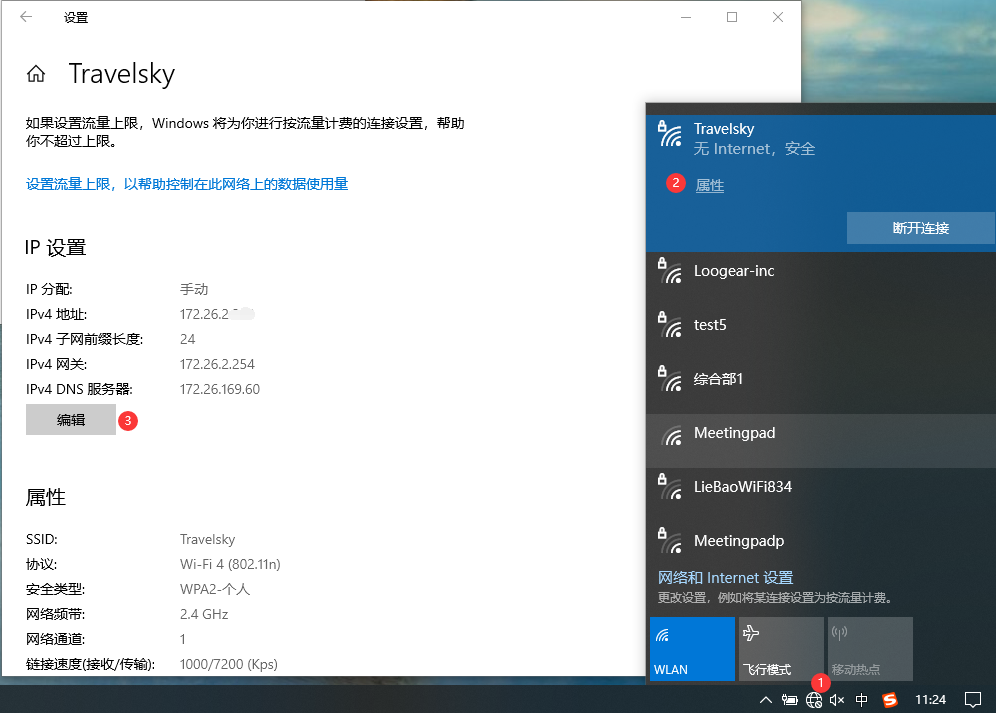 设置
Travelsky
如果设置流量上限，Windows 将为你进行按流量计费的连接设置，帮助
你不超过上限。
设置流量上限，以帮助控制在此网络上的数据使用量
IP 设置
IP 分配: 手动
IPv4 地址: 172.26.2
IPv4 子网前缀长度: 24
IPv4 网关: 172.26.2.254
IPv4 DNS 服务器: 172.26.169.60
编辑 3
属性
SSID: Travelsky
协议: Wi-Fi 4 (802.11n)
安全类型: WPA2-个人
网络频带: 2.4 GHz
网络通道: 1
链接速度(接收/传输): 1000/7200 (Kps)
Travelsky
无 Internet，安全
2 属性
断开连接
Loogear-inc
test5
综合部1
Meetingpad
LieBaoWiFi834
Meetingpadp
网络和 Internet 设置
更改设置，例如将某连接设置为按流量计费。
WLAN 飞行模式 移动热点
1
中 S 11:24